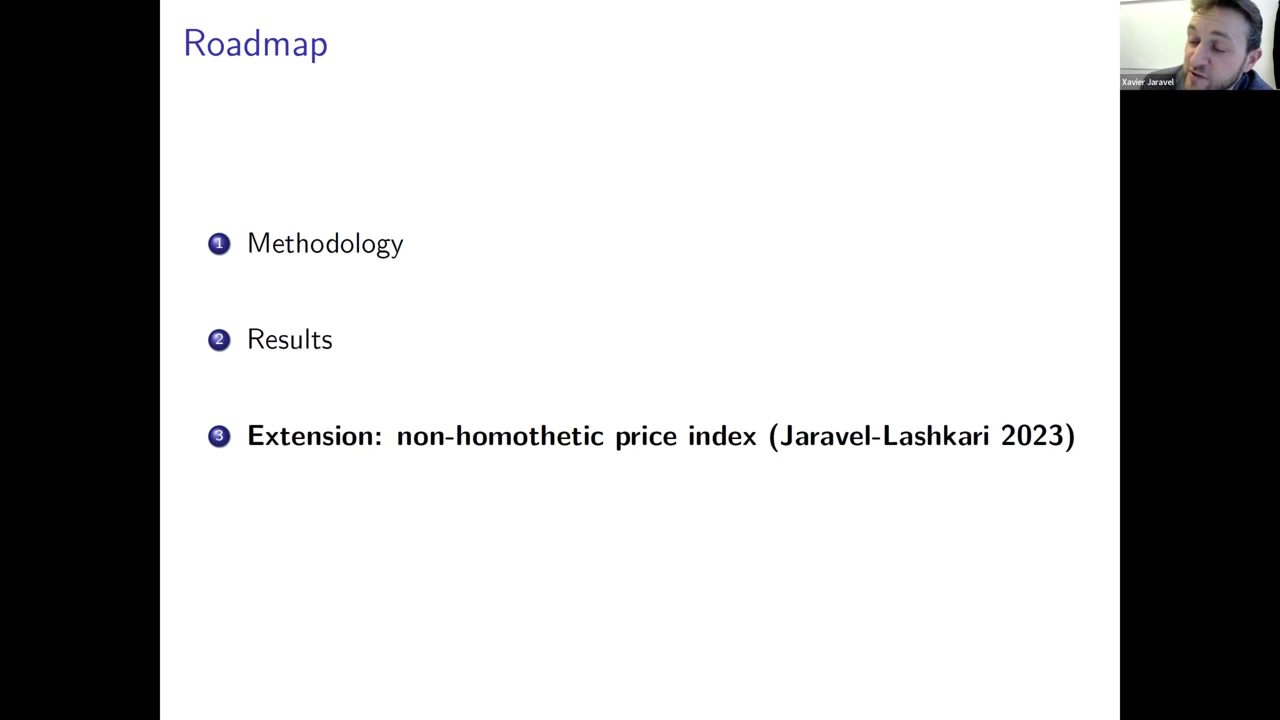 Roadmap
Xavier Jaravel
1 Methodology
2 Results
3 Extension: non-homothetic price index (Jaravel-Lashkari 2023)